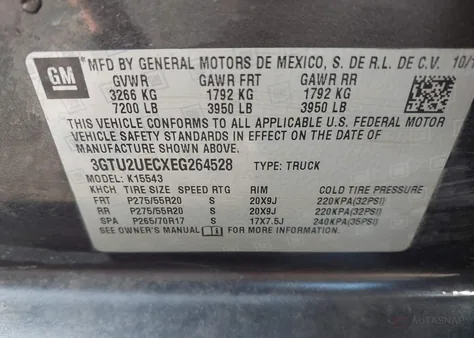 GM
MFD BY GENERAL MOTORS DE MEXICO, S. DE R.L. DE C.V. 10/1
GVWR GAWR FRT GAWR RR
3266 KG 1792 KG 1792 KG
7200 LB 3950 LB 3950 LB
THIS VEHICLE CONFORMS TO ALL APPLICABLE U.S. FEDERAL MOTOR
VEHICLE SAFETY STANDARDS IN EFFECT ON THE DATE OF
MANUFACTURE SHOWN ABOVE.
3GTU2UECXEG264528 TYPE: TRUCK
MODEL: K15543
KHCH TIRE SIZE SPEED RTG RIM COLD TIRE PRESSURE
FRT P275/55R20 S 20X9J 220KPA(32PSI)
RR P275/55R20 S 20X9J 220KPA(32PSI)
SPA P265/70R17 S 17X7.5J 240KPA(35PSI)
SEE OWNER'S MANUAL FOR ADDITIONAL INFORMATION.
AUTASNAP